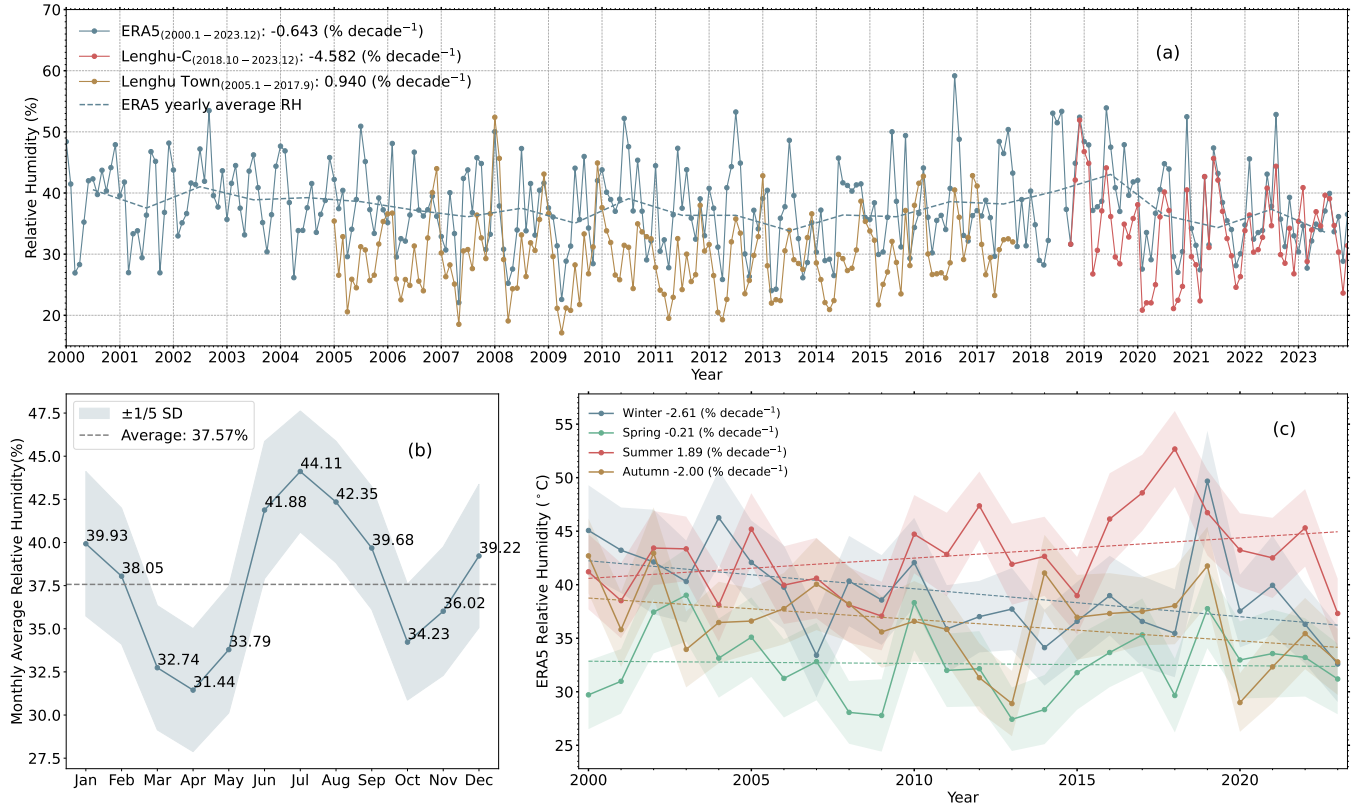 70
60
50
40
30
20
Relative Humidity (%)
ERA5(2000.1−2023.12): -0.643 (% decade−1)
Lenghu-C(2018.10−2023.12): -4.582 (% decade−1)
Lenghu Town(2005.1−2017.9): 0.940 (% decade−1)
ERA5 yearly average RH
(a)
2000 2001 2002 2003 2004 2005 2006 2007 2008 2009 2010 2011 2012 2013 2014 2015 2016 2017 2018 2019 2020 2021 2022 2023
Year
47.5
45.0
42.5
40.0
37.5
35.0
32.5
30.0
27.5
Monthly Average Relative Humidity(%)
±1/5 SD
Average: 37.57%
(b)
39.93
38.05
32.74
31.44
33.79
41.88
44.11
42.35
39.68
34.23
36.02
39.22
Jan Feb Mar Apr May Jun Jul Aug Sep Oct Nov Dec
55
50
45
40
35
30
25
ERA5 Relative Humidity (°C)
Winter -2.61 (% decade−1)
Spring -0.21 (% decade−1)
Summer 1.89 (% decade−1)
Autumn -2.00 (% decade−1)
(c)
2000 2005 2010 2015 2020
Year